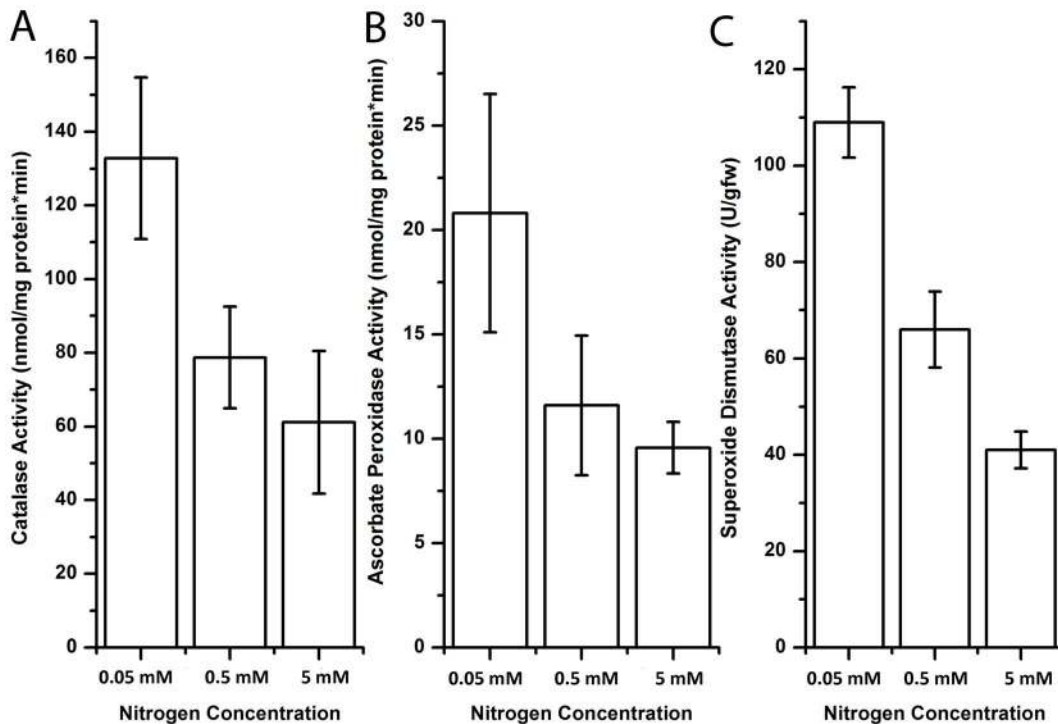 A
Catalase Activity (nmol/mg protein*min)
160
140
120
100
80
60
40
20
0
0.05 mM 0.5 mM 5 mM
Nitrogen Concentration
B
Ascorbate Peroxidase Activity (nmol/mg protein*min)
30
25
20
15
10
5
0
0.05 mM 0.5 mM 5 mM
Nitrogen Concentration
C
Superoxide Dismutase Activity (U/gfw)
120
100
80
60
40
20
0
0.05 mM 0.5 mM 5 mM
Nitrogen Concentration